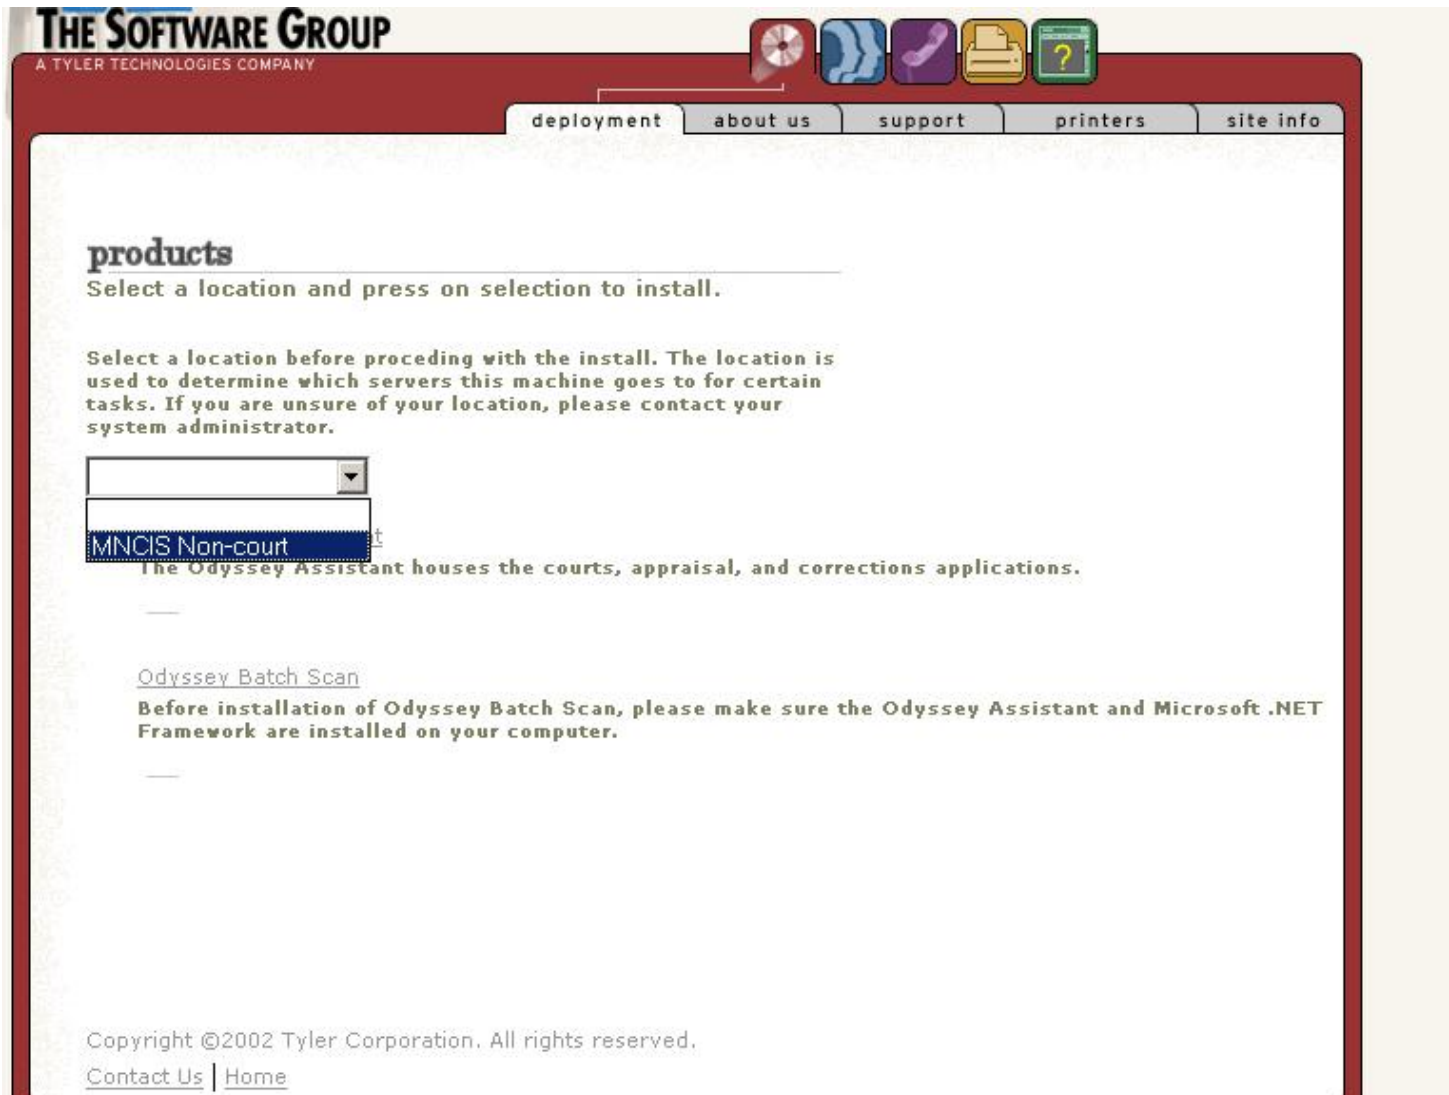 THE SOFTWARE GROUP
A TYLER TECHNOLOGIES COMPANY
?
deployment about us support printers site info
products
Select a location and press on selection to install.
Select a location before proceding with the install. The location is
used to determine which servers this machine goes to for certain
tasks. If you are unsure of your location, please contact your
system administrator.
MNCIS Non-court
The Odyssey Assistant houses the courts, appraisal, and corrections applications.
Odyssey Batch Scan
Before installation of Odyssey Batch Scan, please make sure the Odyssey Assistant and Microsoft .NET
Framework are installed on your computer.
Copyright ©2002 Tyler Corporation. All rights reserved.
Contact Us | Home